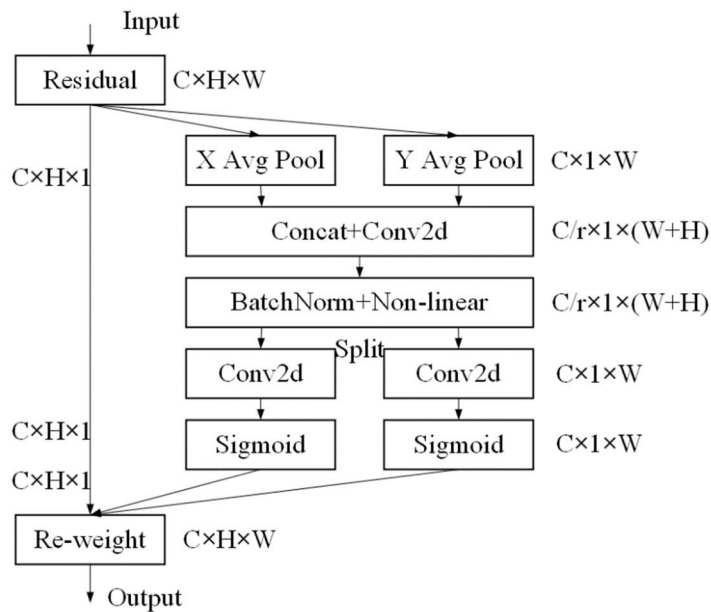 Input
Residual
C×H×W
X Avg Pool
Y Avg Pool
C×1×W
C×H×1
Concat+Conv2d
C/r×1×(W+H)
BatchNorm+Non-linear
C/r×1×(W+H)
Split
Conv2d
Conv2d
C×1×W
C×H×1
Sigmoid
Sigmoid
C×1×W
C×H×1
Re-weight
C×H×W
Output